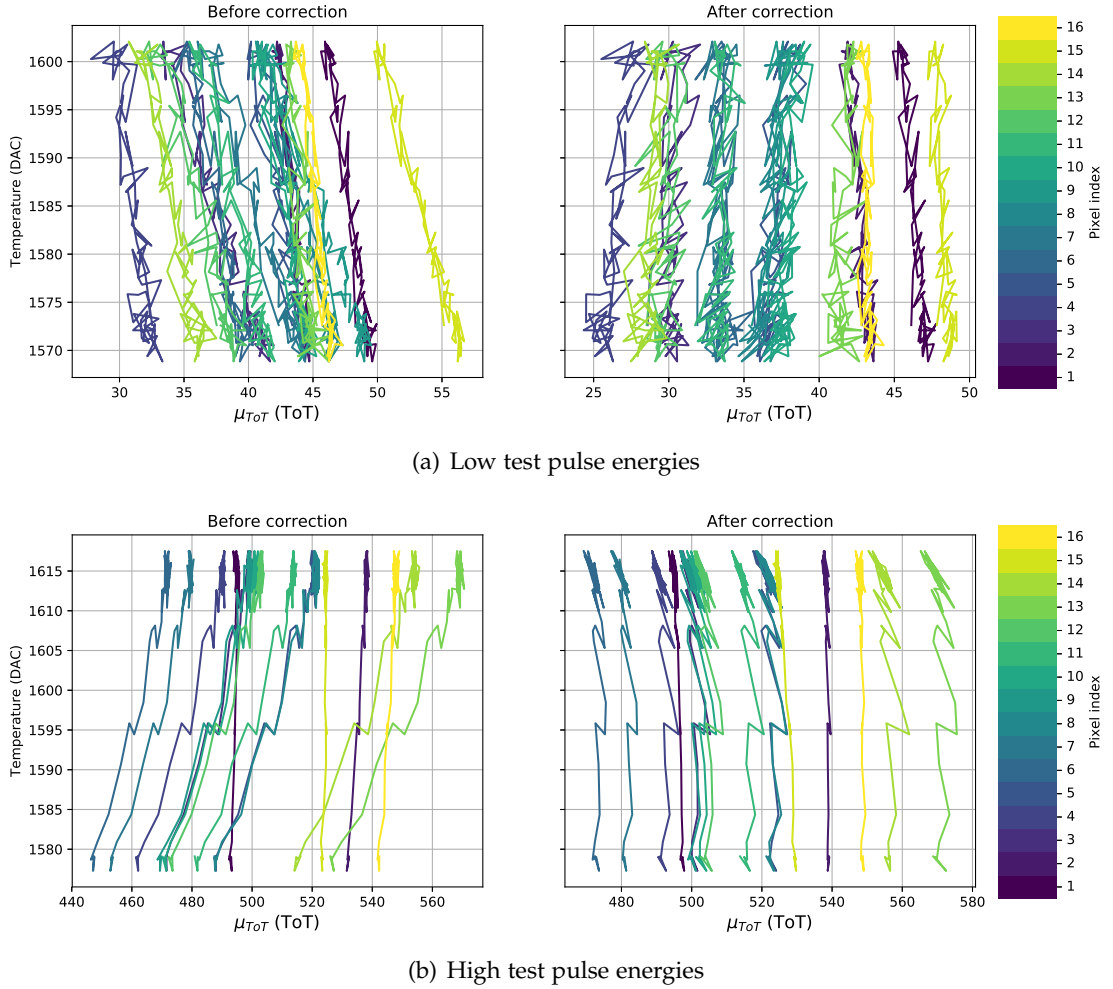 Before correction
After correction
1600
1595
1590
1585
1580
1575
1570
Temperature (DAC)
30 35 40 45 50 55
μToT (ToT)
25 30 35 40 45 50
μToT (ToT)
16
15
14
13
12
11
10
9
8
7
6
5
4
3
2
1
Pixel index
(a) Low test pulse energies
Before correction
After correction
1615
1610
1605
1600
1595
1590
1585
1580
Temperature (DAC)
440 460 480 500 520 540 560
μToT (ToT)
480 500 520 540 560 580
μToT (ToT)
16
15
14
13
12
11
10
9
8
7
6
5
4
3
2
1
Pixel index
(b) High test pulse energies